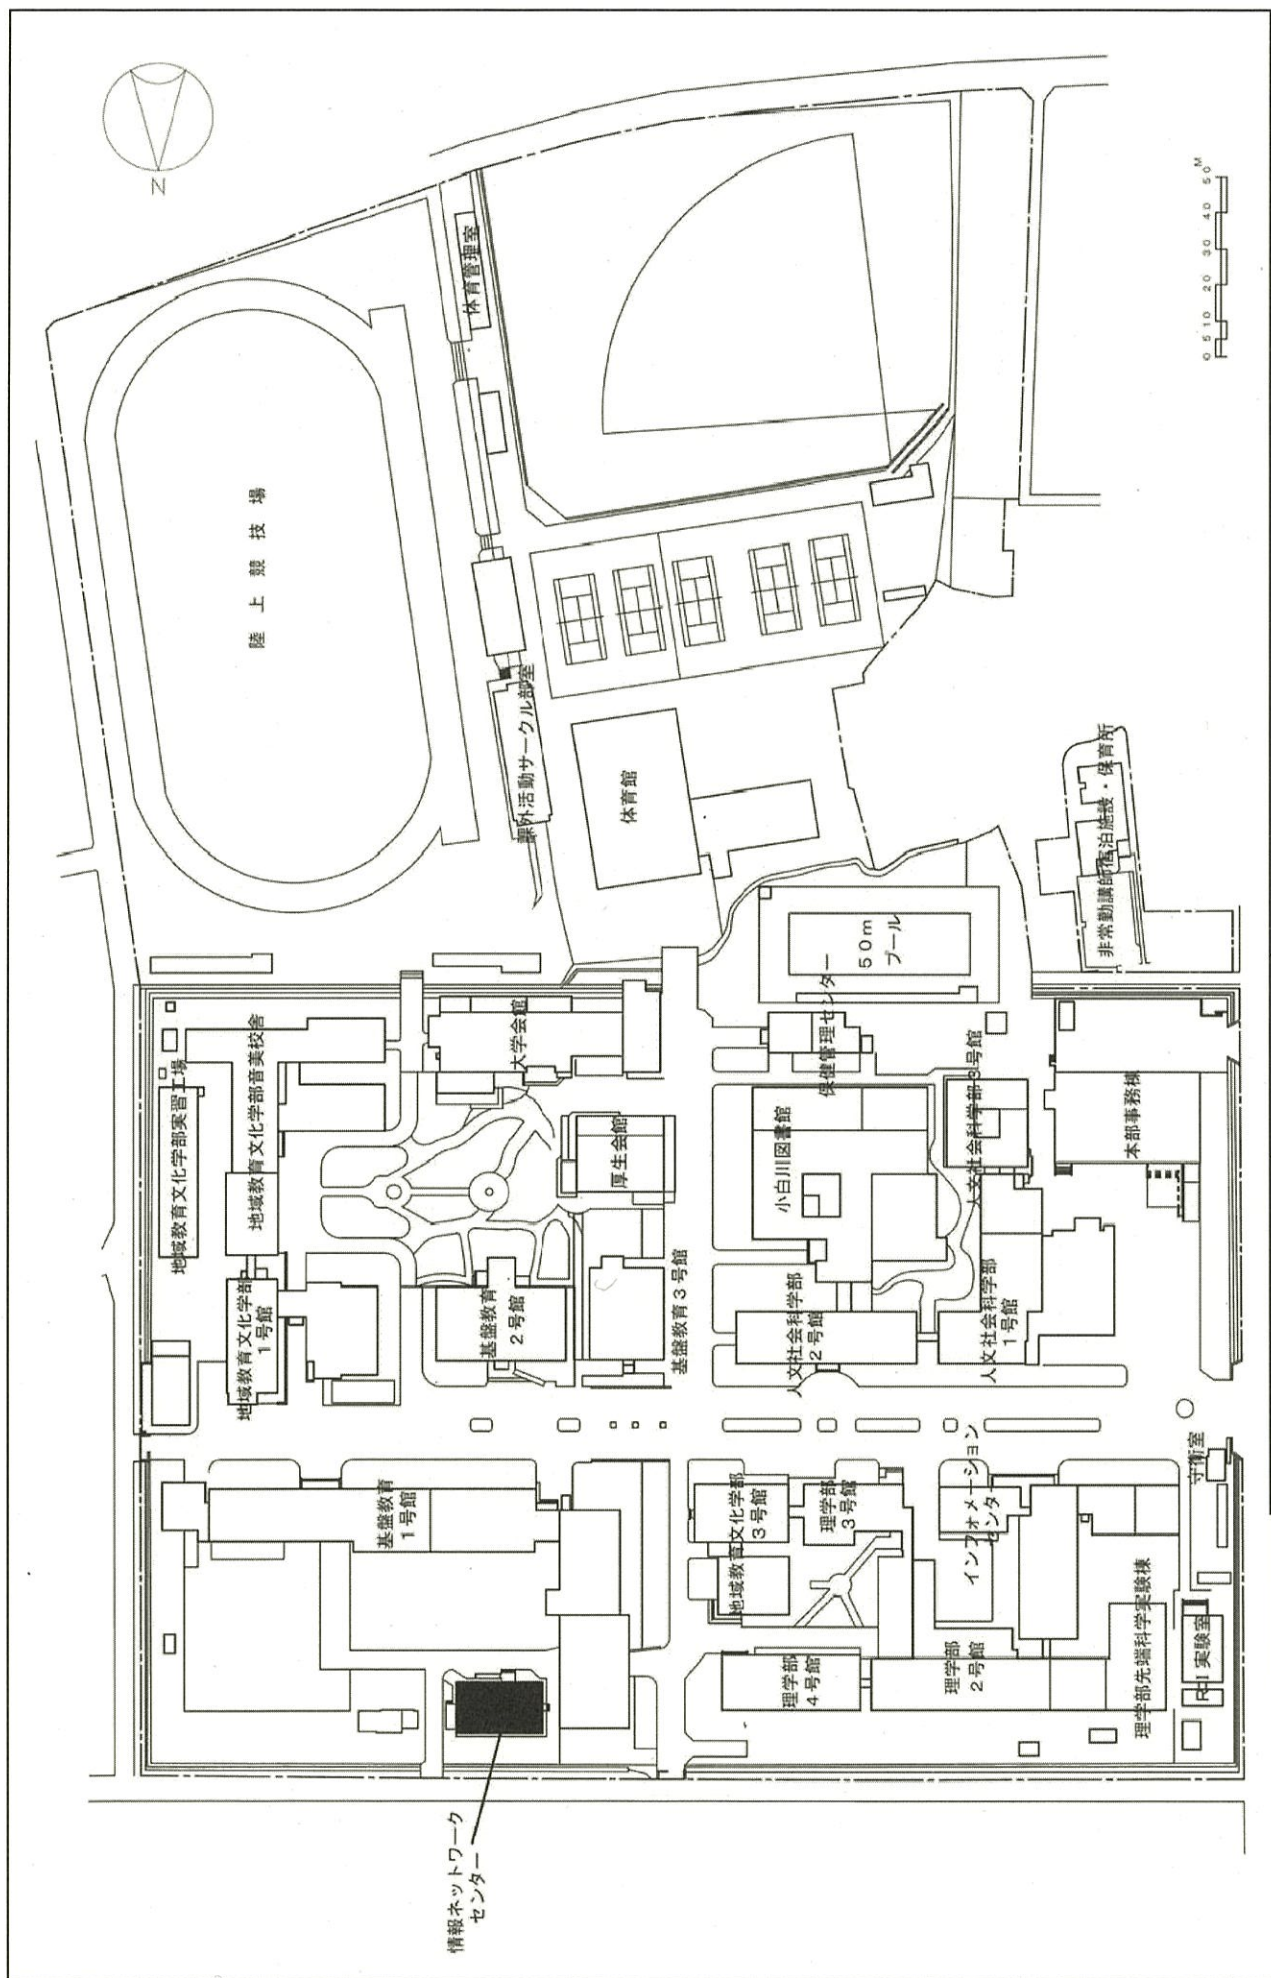 N
陸上競技場
体育管理室
課外活動サークル部室
体育館
50m
プール
保健管理センター
非常勤講師宿泊施設・保育所
地域教育文化学部実習工場
地域教育文化学部音美校舎
大学会館
厚生会館
小白川図書館
人文社会科学部3号館
本部事務棟
地域教育文化学部
1号館
基盤教育
2号館
基盤教育3号館
人文社会科学部
2号館
人文社会科学部
1号館
基盤教育
1号館
地域教育文化学部
3号館
理学部
3号館
インフォメーション
センター
守衛室
理学部
4号館
理学部
2号館
理学部先端科学実験棟
RI実験室
情報ネットワーク
センター
0 5 10 20 30 40 50M